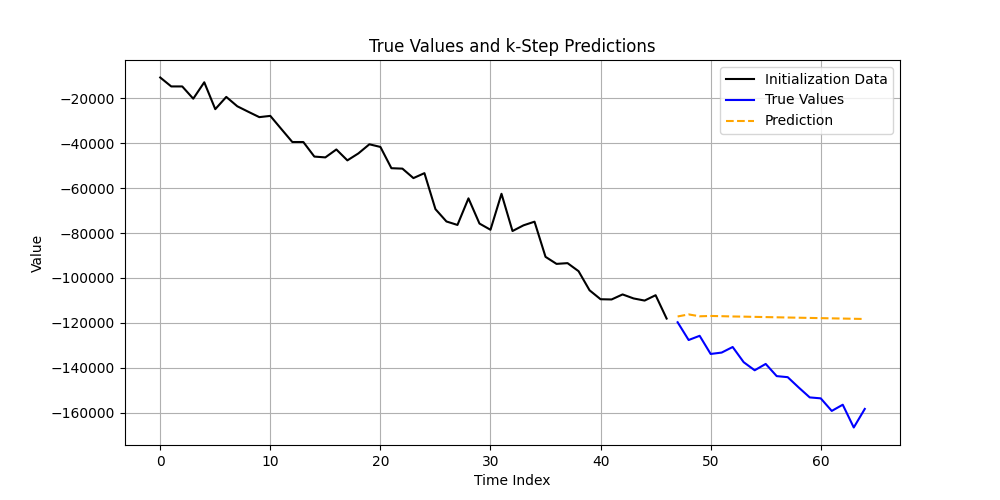 True Values and k-Step Predictions
Initialization Data
True Values
Prediction
Value
−20000
−40000
−60000
−80000
−100000
−120000
−140000
−160000
0 10 20 30 40 50 60
Time Index